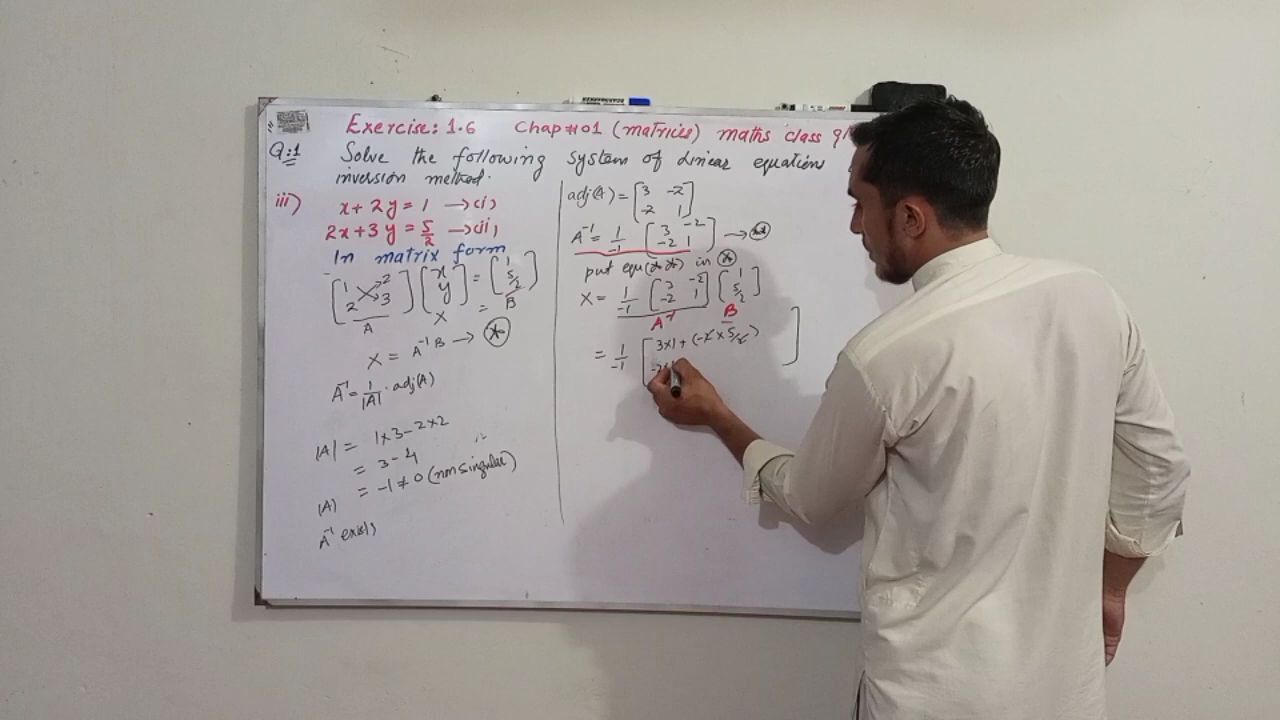 Exercise: 1.6 Chap#01 (matrices) maths class 9
Q:1 Solve the following system of linear equations
inversion method.
iii) x + 2y = 1 → (i)
2x + 3y = 5/2 → (ii)
In matrix form
[1 2 [x = [1
2 3] y] 5/2]
A X = B
X = A⁻¹B → (*)
A⁻¹ = 1/|A| · adj(A)
|A| = 1×3 - 2×2
= 3 - 4
= -1 ≠ 0 (non singular)
|A|
A⁻¹ exists
adj(A) = [3 -2
-2 1]
A⁻¹ = 1/-1 [3 -2
-2 1] → (**)
put equ(**) in (*)
X = 1/-1 [3 -2 [1
-2 1] 5/2]
A⁻¹ B
= 1/-1 [3×1 + (-2 × 5/2)
-2×1 ]